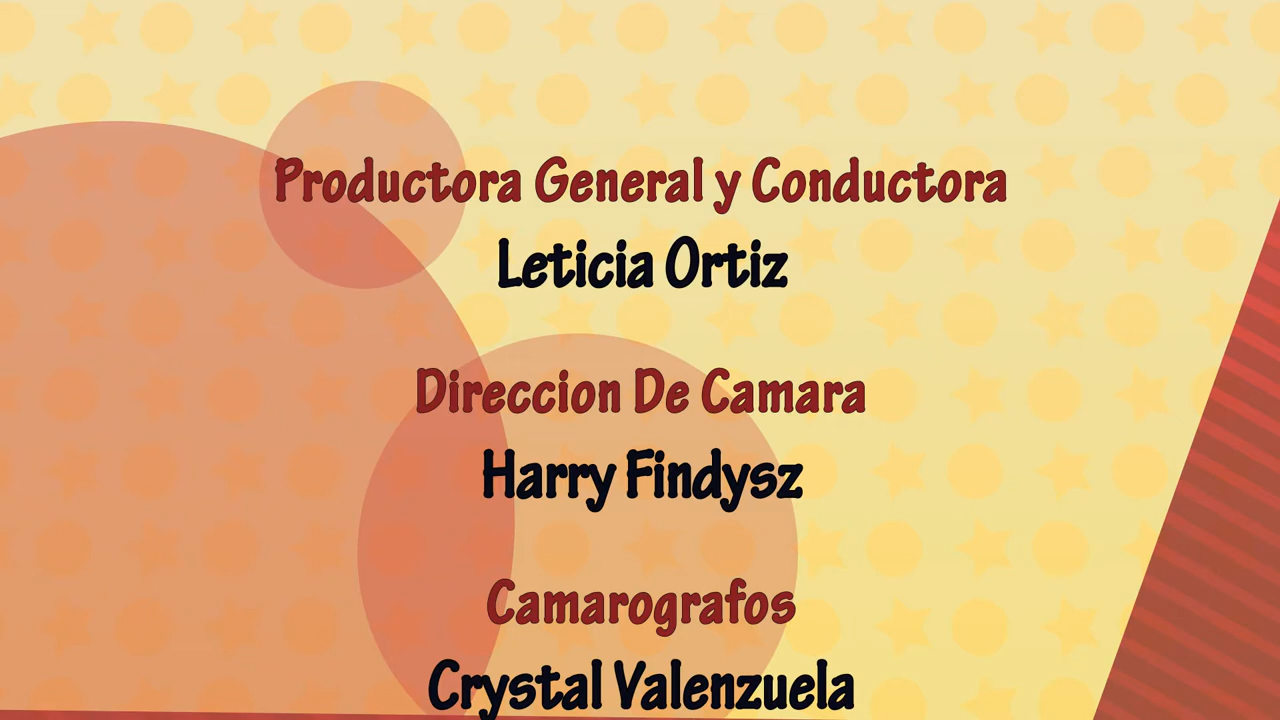 Productora General y Conductora
Leticia Ortiz
Direccion De Camara
Harry Findysz
Camarografos
Crystal Valenzuela